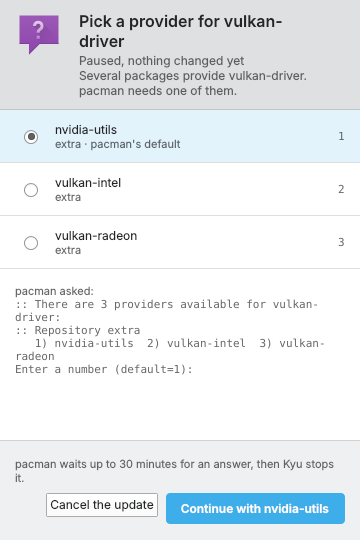 ?
Pick a provider for vulkan-
driver
Paused, nothing changed yet
Several packages provide vulkan-driver.
pacman needs one of them.
nvidia-utils 1
extra · pacman's default
vulkan-intel 2
extra
vulkan-radeon 3
extra
pacman asked:
:: There are 3 providers available for vulkan-
driver:
:: Repository extra
   1) nvidia-utils  2) vulkan-intel  3) vulkan-
radeon
Enter a number (default=1):
pacman waits up to 30 minutes for an answer, then Kyu stops
it.
Cancel the update Continue with nvidia-utils